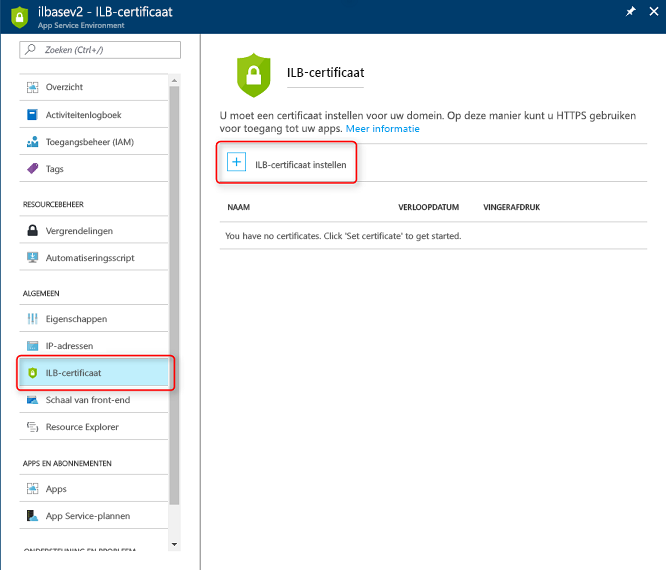 ilbasev2 - ILB-certificaat
App Service Environment
Zoeken (Ctrl+/)
Overzicht
Activiteitenlogboek
Toegangsbeheer (IAM)
Tags
RESOURCEBEHEER
Vergrendelingen
Automatiseringsscript
ALGEMEEN
Eigenschappen
IP-adressen
ILB-certificaat
Schaal van front-end
Resource Explorer
APPS EN ABONNEMENTEN
Apps
App Service-plannen
ONDERSTEUNING EN PROBLEEM
ILB-certificaat
U moet een certificaat instellen voor uw domein. Op deze manier kunt u HTTPS gebruiken
voor toegang tot uw apps. Meer informatie
ILB-certificaat instellen
NAAM VERLOOPDATUM VINGERAFDRUK
You have no certificates. Click 'Set certificate' to get started.